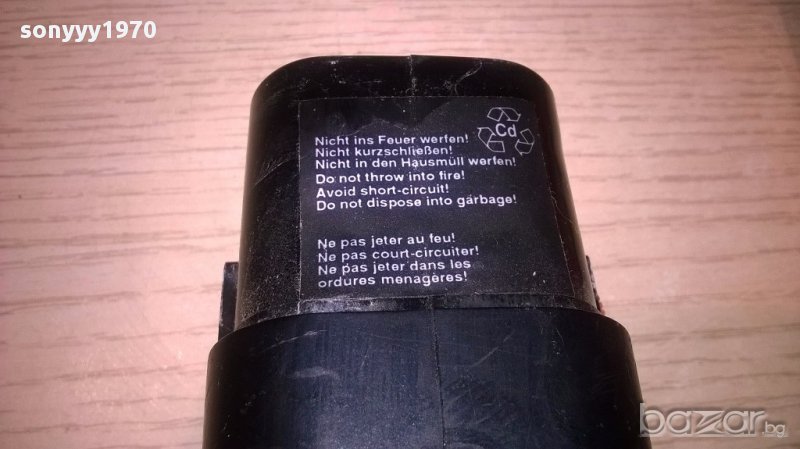 sonyyy1970
Cd
Nicht ins Feuer werfen!
Nicht kurzschließen!
Nicht in den Hausmüll werfen!
Do not throw into fire!
Avoid short-circuit!
Do not dispose into garbage!
Ne pas jeter au feu!
Ne pas court-circuiter!
Ne pas jeter dans les
ordures menageres!
bazar.bg